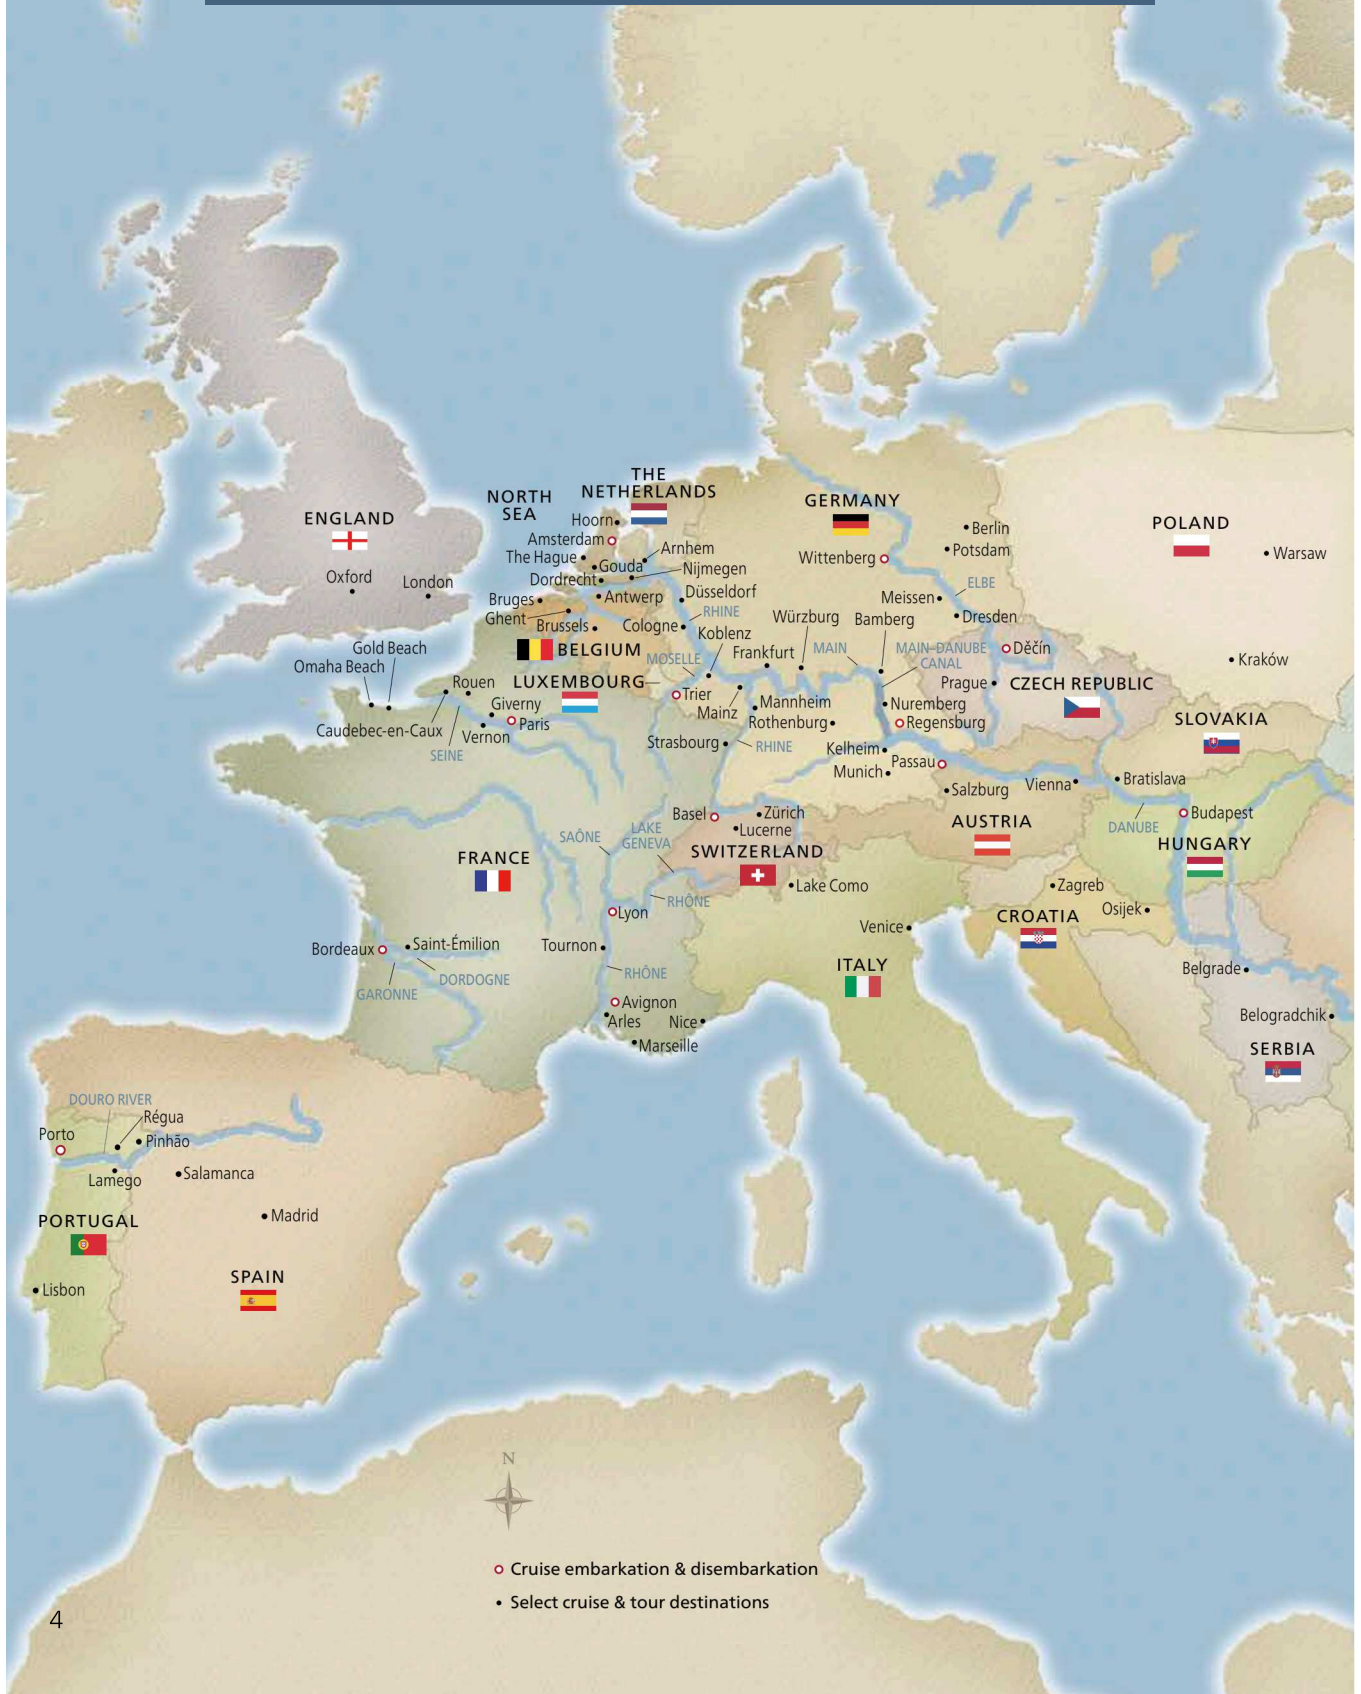 THE
NETHERLANDS
NORTH
SEA
GERMANY
ENGLAND
POLAND
Hoorn
Amsterdam
Berlin
The Hague
Arnhem
Potsdam
Warsaw
Wittenberg
Gouda
Nijmegen
Dordrecht
Oxford
London
ELBE
Bruges
Antwerp
Düsseldorf
Meissen
Ghent
RHINE
Würzburg
Bamberg
Dresden
Brussels
Cologne
Koblenz
Gold Beach
BELGIUM
Frankfurt
MAIN
MAIN-DANUBE
CANAL
Děčín
Omaha Beach
MOSELLE
Kraków
Rouen
LUXEMBOURG
Trier
Prague
CZECH REPUBLIC
Giverny
Mainz
Mannheim
Nuremberg
Caudebec-en-Caux
Vernon
Paris
Rothenburg
Regensburg
SLOVAKIA
SEINE
Strasbourg
RHINE
Kelheim
Passau
Munich
Salzburg
Vienna
Bratislava
Basel
Zürich
Lucerne
AUSTRIA
Budapest
DANUBE
SAÔNE
LAKE
GENEVA
SWITZERLAND
HUNGARY
FRANCE
Lake Como
Zagreb
RHÔNE
Lyon
CROATIA
Osijek
Bordeaux
Saint-Émilion
Tournon
Venice
ITALY
Belgrade
GARONNE
DORDOGNE
RHÔNE
Avignon
Arles
Nice
Belogradchik
Marseille
SERBIA
DOURO RIVER
Régua
Porto
Pinhão
Lamego
Salamanca
Madrid
PORTUGAL
SPAIN
Lisbon
N
Cruise embarkation & disembarkation
Select cruise & tour destinations
4